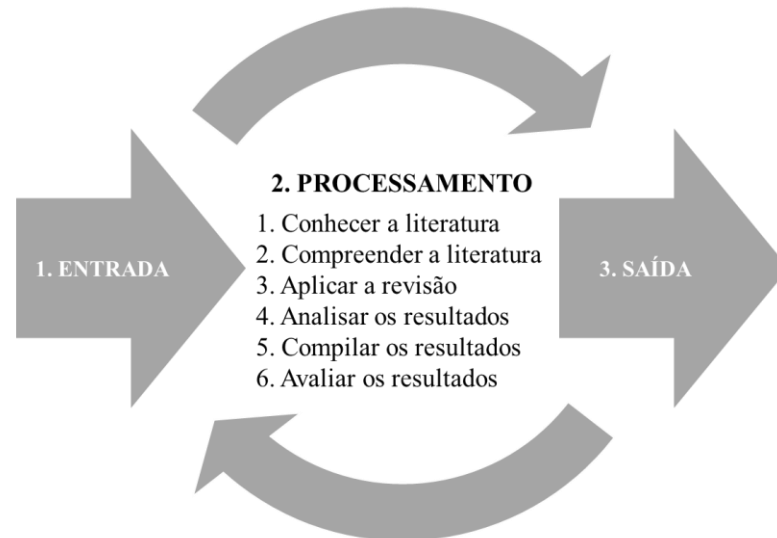 1. ENTRADA
2. PROCESSAMENTO
1. Conhecer a literatura
2. Compreender a literatura
3. Aplicar a revisão
4. Analisar os resultados
5. Compilar os resultados
6. Avaliar os resultados
3. SAÍDA